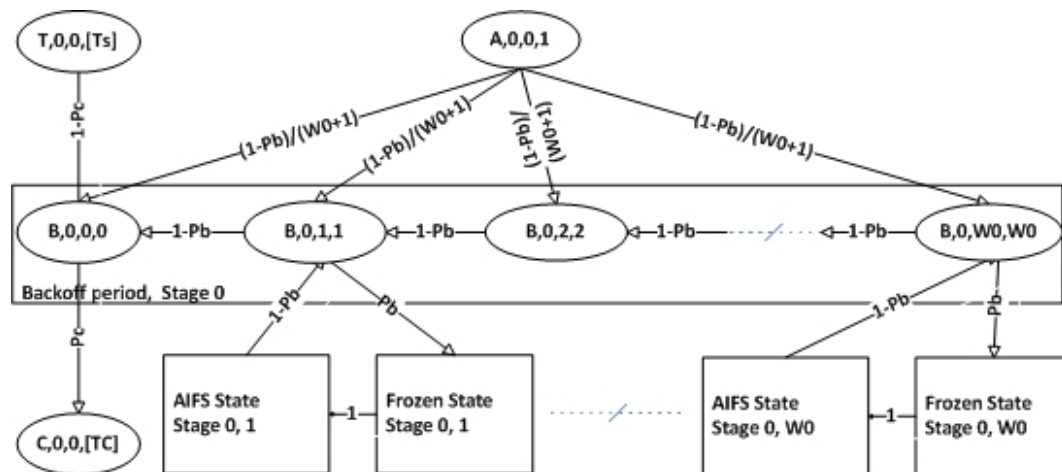 T,0,0,[Ts]
A,0,0,1
1-Pc
(1-Pb)/(W0+1)
(1-Pb)/(W0+1)
(1-Pb)/
(W0+1)
(1-Pb)/(W0+1)
B,0,0,0
1-Pb
B,0,1,1
1-Pb
B,0,2,2
1-Pb
1-Pb
B,0,W0,W0
Backoff period, Stage 0
Pc
1-Pb
Pb
1-Pb
Pb
AIFS State
Stage 0, 1
1
Frozen State
Stage 0, 1
AIFS State
Stage 0, W0
1
Frozen State
Stage 0, W0
C,0,0,[TC]